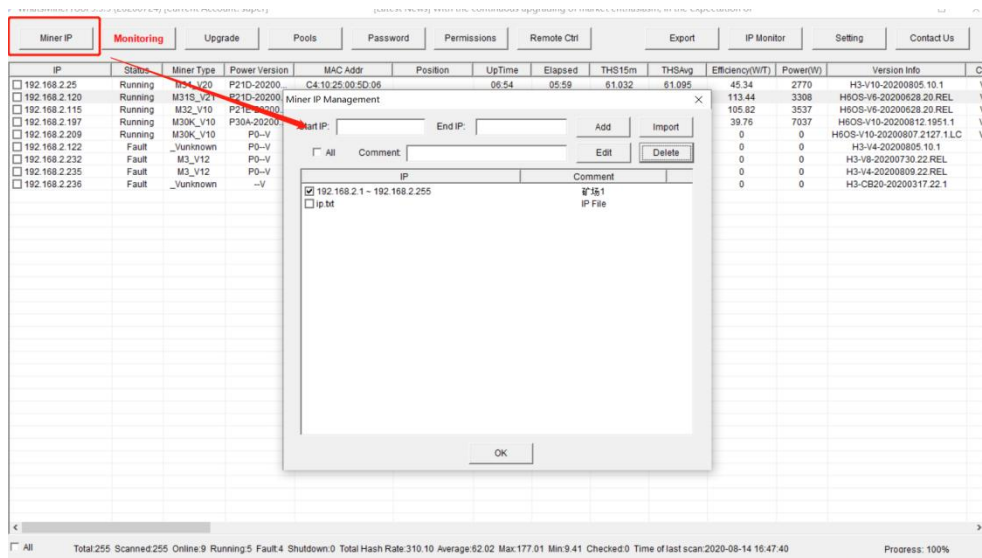 Miner IP Monitoring Upgrade Pools Password Permissions Remote Ctrl Export IP Monitor Setting Contact Us
IP Status Miner Type Power Version MAC Addr Position UpTime Elapsed THS15m THSAvg Efficiency(W/T) Power(W) Version Info
192.168.2.25 Running M31_V20 P21D-20200... C4:10:25:00:5D:06 06:54 05:59 61.032 61.095 45.34 2770 H3-V10-20200805.10.1
192.168.2.120 Running M31S_V21 P21D-20200... 113.44 3308 H6OS-V6-20200628.20.REL
192.168.2.115 Running M32_V10 P21E-20200... 105.82 3537 H6OS-V6-20200628.20.REL
192.168.2.197 Running M30K_V10 P30A-20200... 39.76 7037 H6OS-V10-20200812.1951.1
192.168.2.209 Running M30K_V10 P0--V 0 0 H6OS-V10-20200807.2127.1.LC
192.168.2.122 Fault _Vunknown P0--V 0 0 H3-V4-20200805.10.1
192.168.2.232 Fault M3_V12 P0--V 0 0 H3-V8-20200730.22.REL
192.168.2.235 Fault M3_V12 P0--V 0 0 H3-V4-20200809.22.REL
192.168.2.236 Fault _Vunknown --V 0 0 H3-CB20-20200317.22.1
Miner IP Management
Start IP: End IP: Add Import
All Comment: Edit Delete
IP Comment
192.168.2.1 ~ 192.168.2.255 矿场1
ip.txt IP File
OK
All Total:255 Scanned:255 Online:9 Running:5 Fault:4 Shutdown:0 Total Hash Rate:310.10 Average:62.02 Max:177.01 Min:9.41 Checked:0 Time of last scan:2020-08-14 16:47:40 Progress: 100%